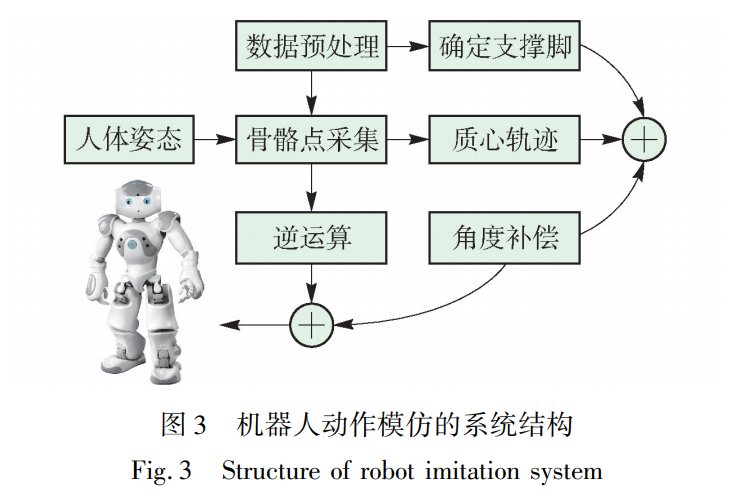 数据预处理
确定支撑脚
人体姿态
骨骼点采集
质心轨迹
逆运算
角度补偿
图 3 机器人动作模仿的系统结构
Fig. 3 Structure of robot imitation system